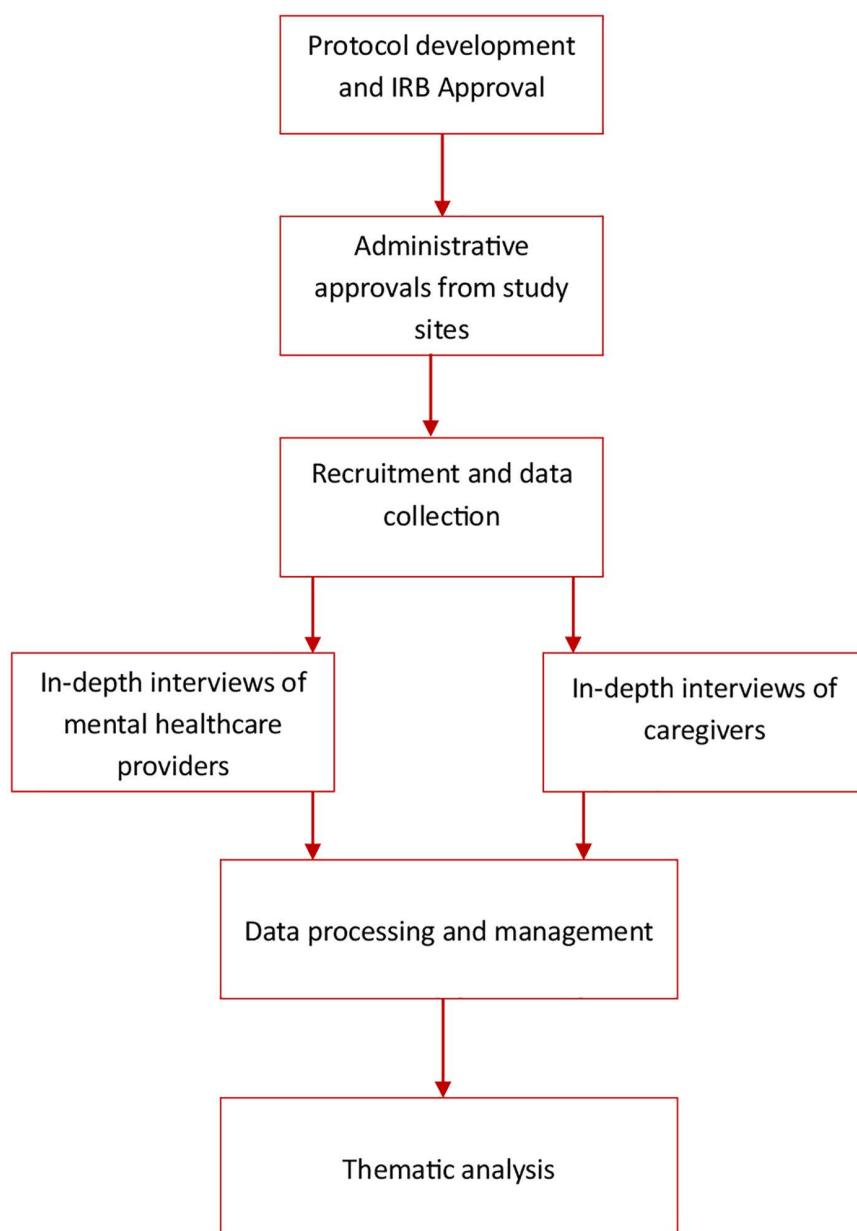 Protocol development
and IRB Approval
Administrative
approvals from study
sites
Recruitment and data
collection
In-depth interviews of
mental healthcare
providers
In-depth interviews of
caregivers
Data processing and management
Thematic analysis